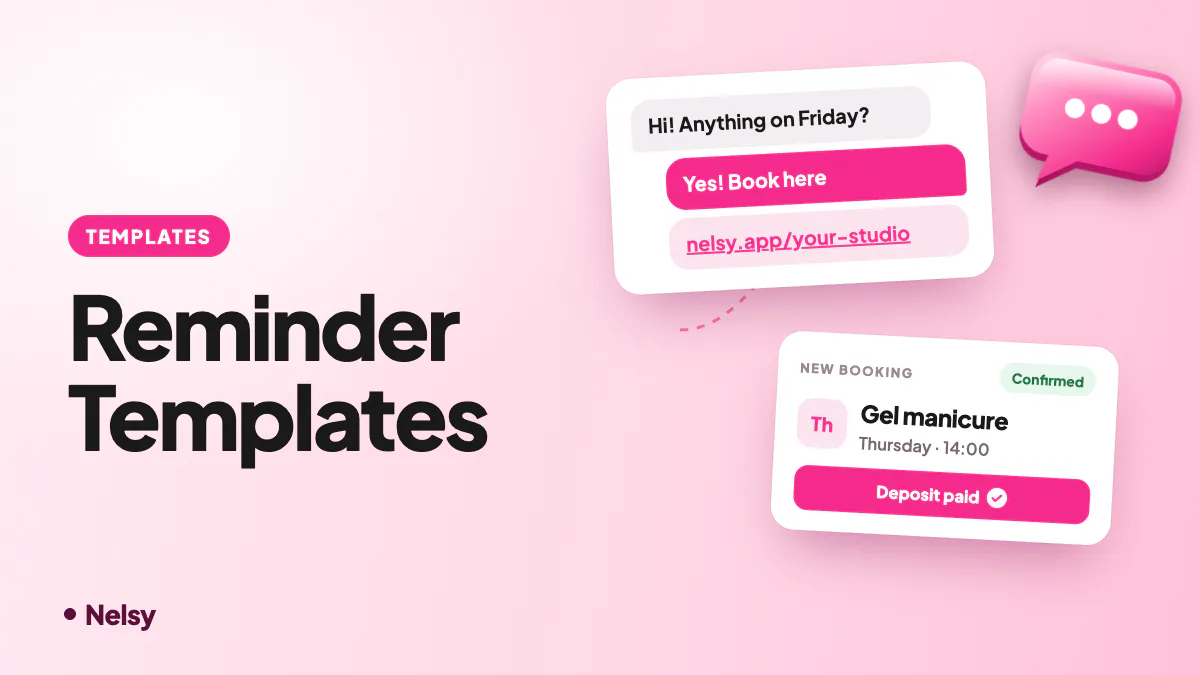 TEMPLATES
Reminder
Templates
Nelsy
Hi! Anything on Friday?
Yes! Book here
nelsy.app/your-studio
NEW BOOKING
Confirmed
Th
Gel manicure
Thursday · 14:00
Deposit paid